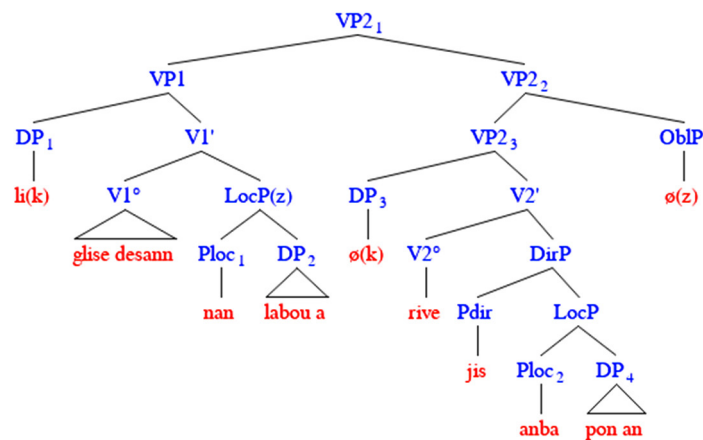 VP2₁
VP1 VP2₂
DP₁ V1' VP2₃ OblP
li(k) V1° LocP(z) DP₃ V2' ø(z)
glise desann Ploc₁ DP₂ ø(k) V2° DirP
nan labou a rive Pdir LocP
jis Ploc₂ DP₄
anba pon an